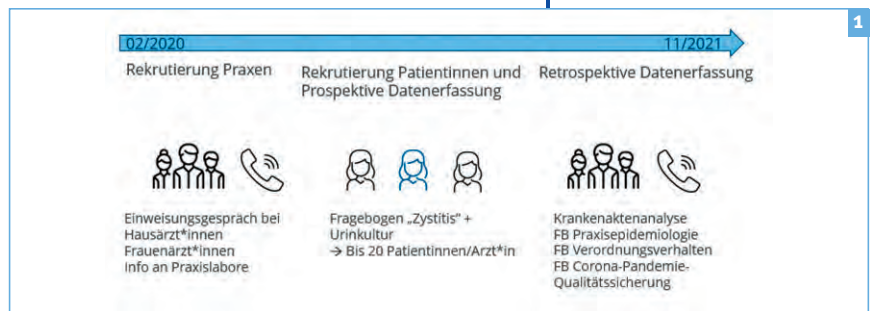 1
02/2020
11/2021
Rekrutierung Praxen
Rekrutierung Patientinnen und
Prospektive Datenerfassung
Retrospektive Datenerfassung
Einweisungsgespräch bei
Hausärzt*innen
Frauenärzt*innen
Info an Praxislabore
Fragebogen „Zystitis" +
Urinkultur
→ Bis 20 Patientinnen/Arzt*in
Krankenaktenanalyse
FB Praxisepidemiologie
FB Verordnungsverhalten
FB Corona-Pandemie-
Qualitätssicherung